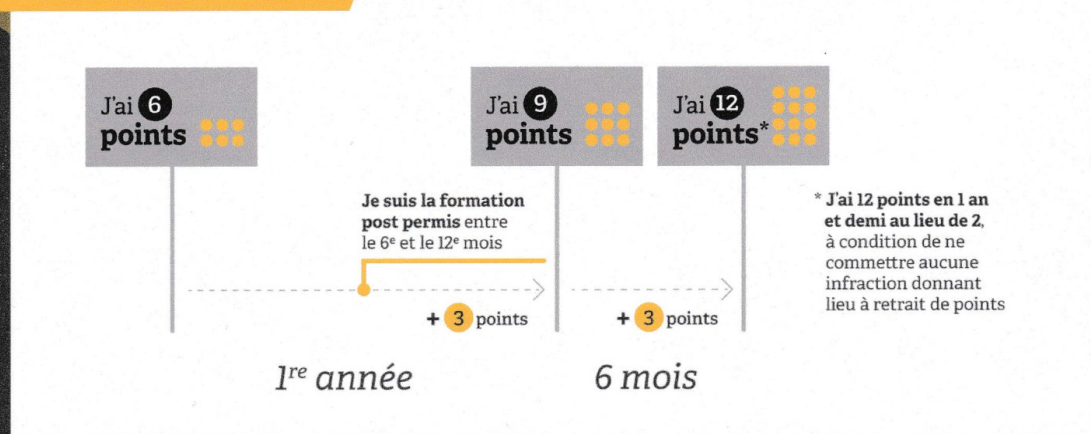 J'ai 6
points
J'ai 9
points
J'ai 12
points*
Je suis la formation
post permis entre
le 6e et le 12e mois
* J'ai 12 points en 1 an
et demi au lieu de 2,
à condition de ne
commettre aucune
infraction donnant
lieu à retrait de points
+ 3 points
+ 3 points
1re année
6 mois